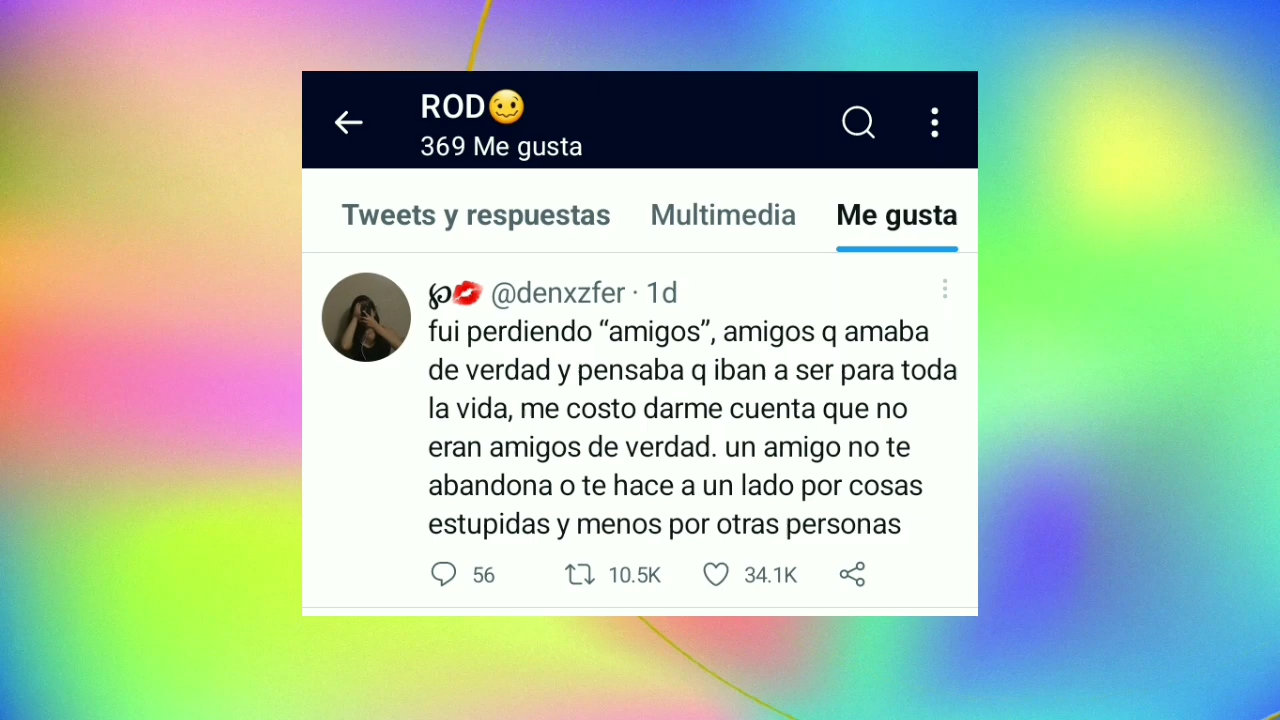 ROD🥴
369 Me gusta
Tweets y respuestas Multimedia Me gusta
℘💋 @denxzfer · 1d
fui perdiendo “amigos”, amigos q amaba
de verdad y pensaba q iban a ser para toda
la vida, me costo darme cuenta que no
eran amigos de verdad. un amigo no te
abandona o te hace a un lado por cosas
estupidas y menos por otras personas
56 10.5K 34.1K